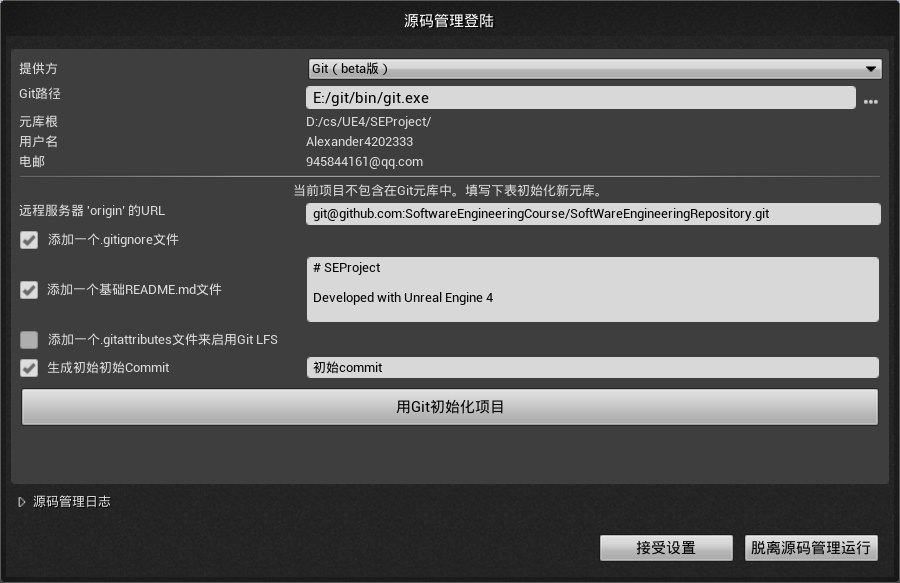 源码管理登陆
提供方 Git（beta版）
Git路径 E:/git/bin/git.exe ...
元库根 D:/cs/UE4/SEProject/
用户名 Alexander4202333
电邮 945844161@qq.com
当前项目不包含在Git元库中。填写下表初始化新元库。
远程服务器 'origin' 的URL git@github.com:SoftwareEngineeringCourse/SoftWareEngineeringRepository.git
添加一个.gitignore文件
# SEProject
添加一个基础README.md文件
Developed with Unreal Engine 4
添加一个.gitattributes文件来启用Git LFS
生成初始初始Commit 初始commit
用Git初始化项目
源码管理日志
接受设置 脱离源码管理运行